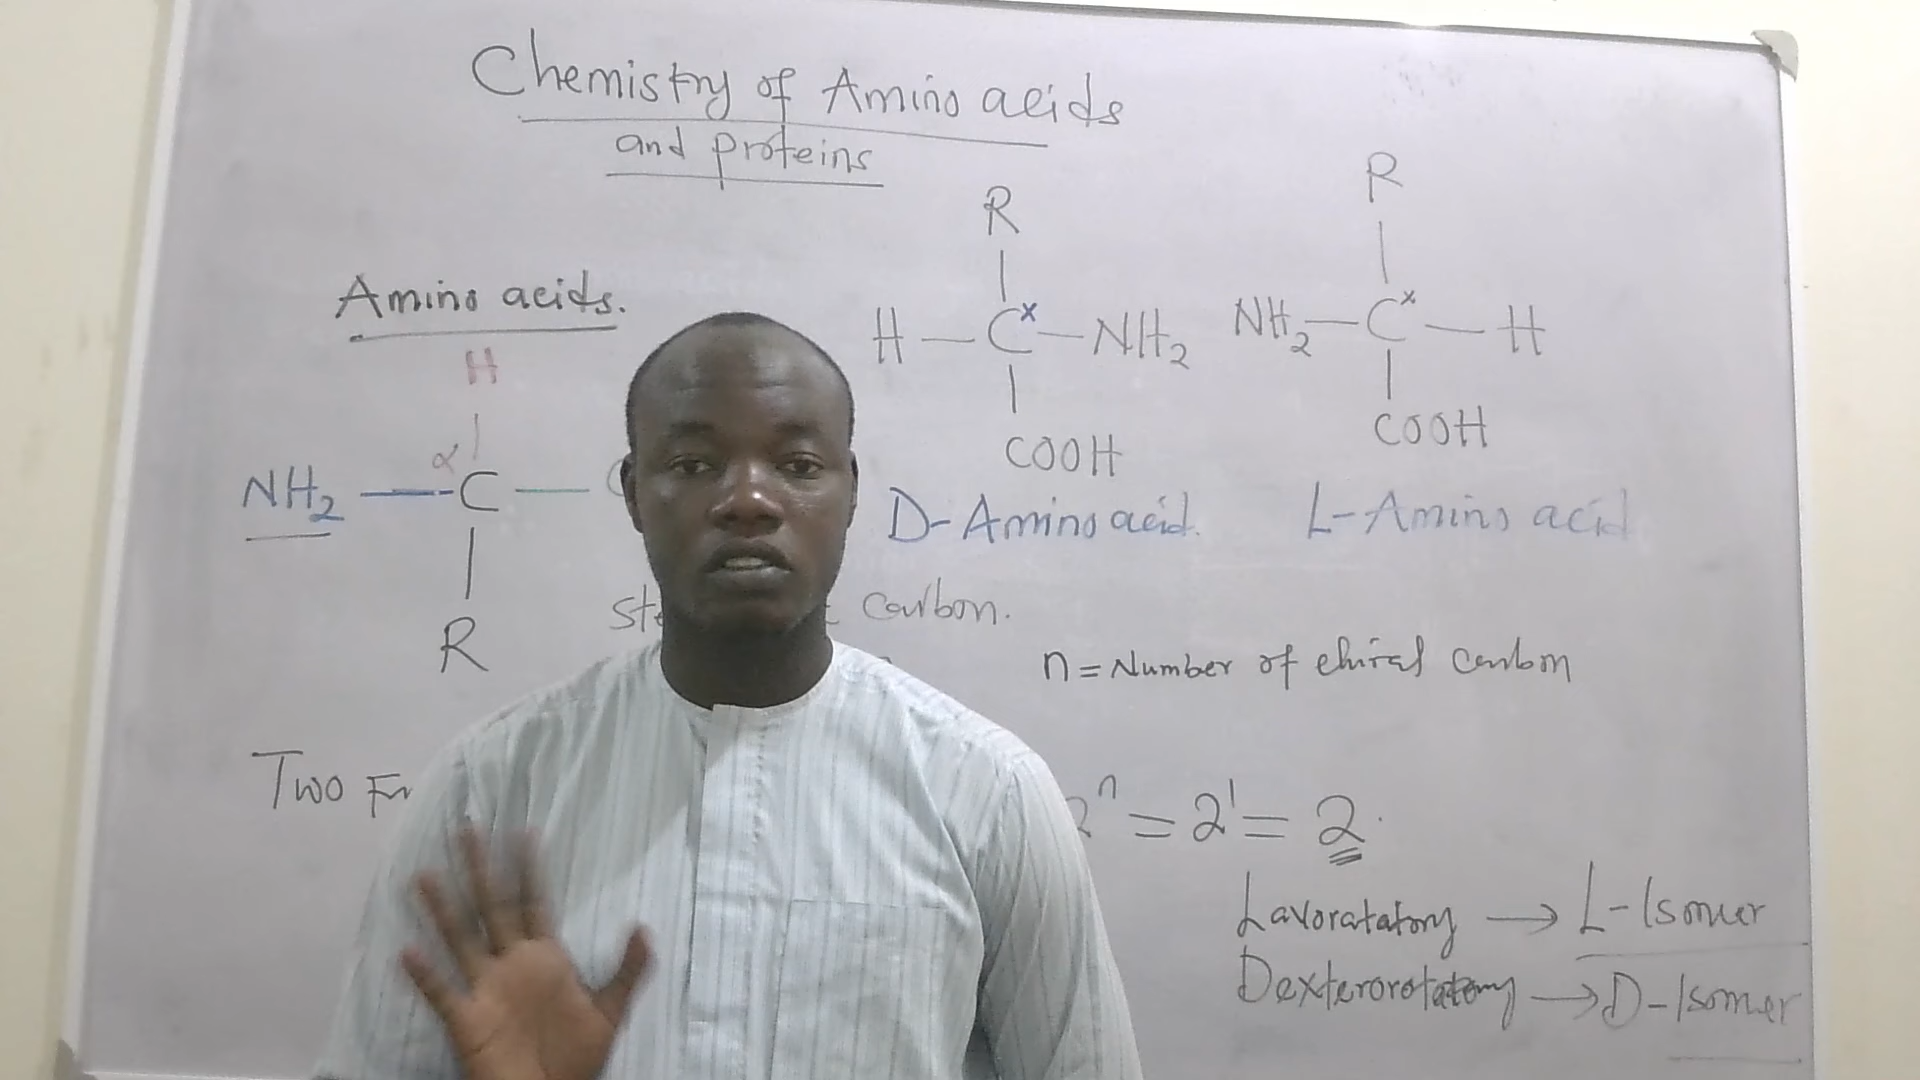 Chemistry of Amino acids
and proteins
Amino acids.
H
α
NH2 — C —
R
R
H — C× — NH2
COOH
D-Amino acid.
R
NH2 — C× — H
COOH
L-Amino acid
carbon.
n = Number of chiral carbon
Two
2ⁿ = 2¹ = 2.
Lavoratatory → L-Isomer
Dexterorotatory → D-Isomer